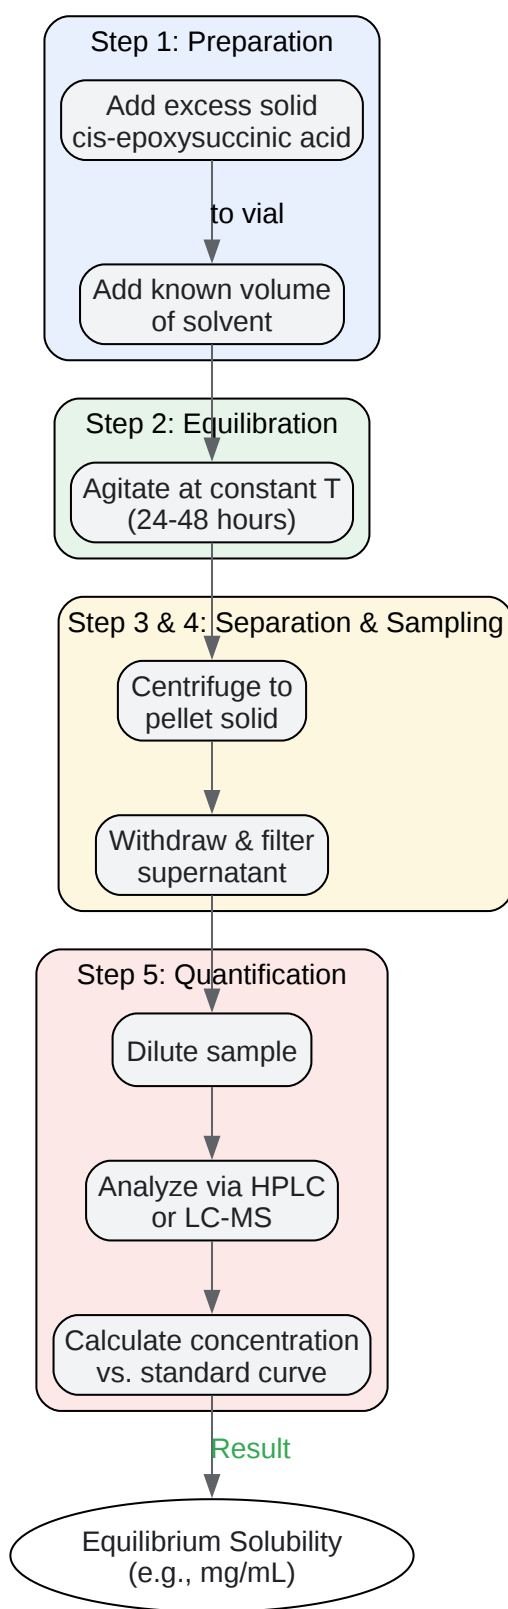 Step 1: Preparation
Add excess solid
cis-epoxysuccinic acid
to vial
Add known volume
of solvent
Step 2: Equilibration
Agitate at constant T
(24-48 hours)
Step 3 & 4: Separation & Sampling
Centrifuge to
pellet solid
Withdraw & filter
supernatant
Step 5: Quantification
Dilute sample
Analyze via HPLC
or LC-MS
Calculate concentration
vs. standard curve
Result
Equilibrium Solubility
(e.g., mg/mL)